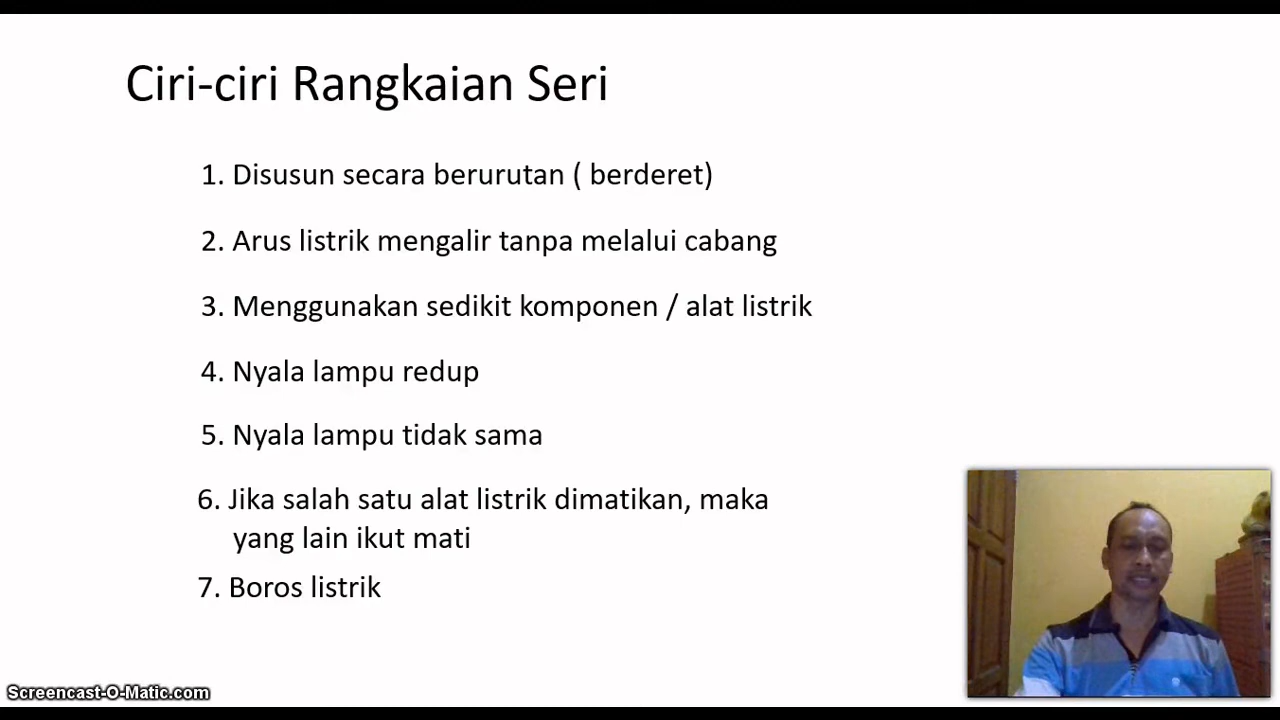 Ciri-ciri Rangkaian Seri
1. Disusun secara berurutan ( berderet)
2. Arus listrik mengalir tanpa melalui cabang
3. Menggunakan sedikit komponen / alat listrik
4. Nyala lampu redup
5. Nyala lampu tidak sama
6. Jika salah satu alat listrik dimatikan, maka
yang lain ikut mati
7. Boros listrik
Screencast-O-Matic.com